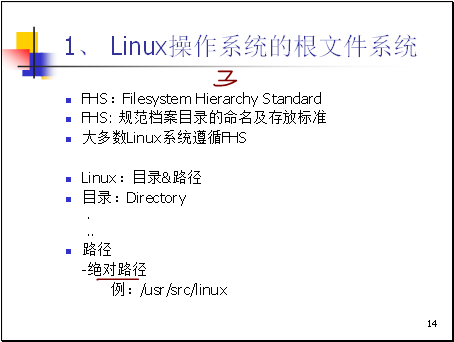 1、 Linux操作系统的根文件系统
FHS：Filesystem Hierarchy Standard
FHS: 规范档案目录的命名及存放标准
大多数Linux系统遵循FHS
Linux：目录&路径
目录：Directory
.
..
路径
-绝对路径
例：/usr/src/linux
14